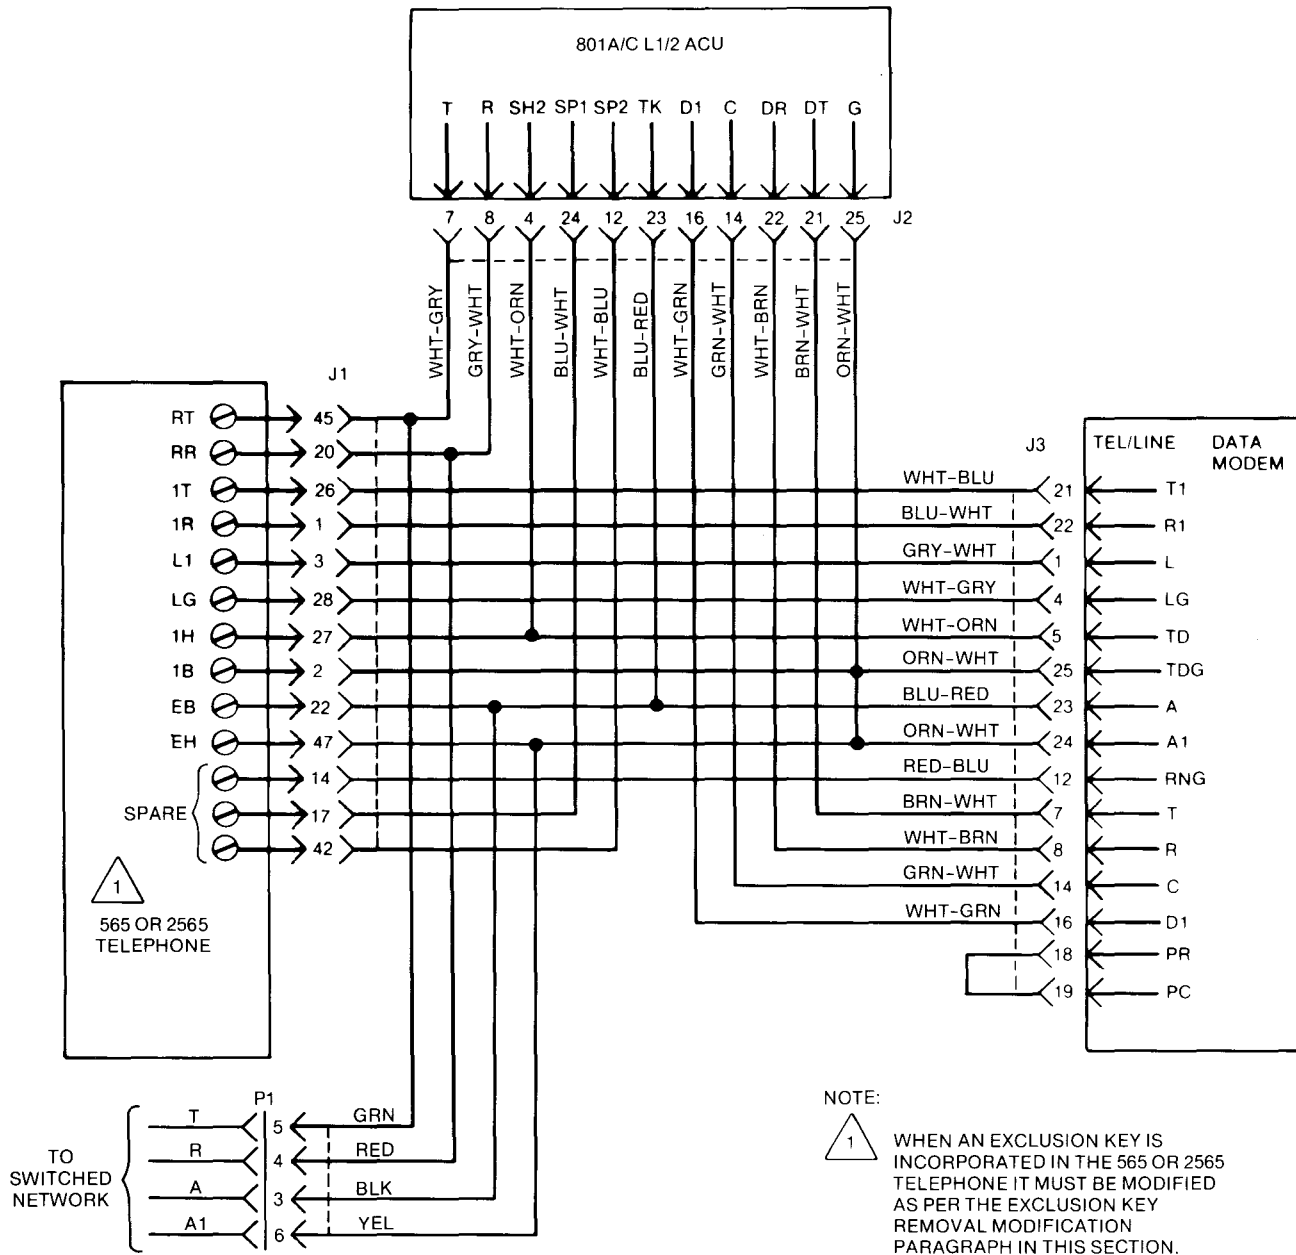 801A/C L1/2 ACU
T R SH2 SP1 SP2 TK D1 C DR DT G
7 8 4 24 12 23 16 14 22 21 25 J2
WHT-GRY
GRY-WHT
WHT-ORN
BLU-WHT
WHT-BLU
BLU-RED
WHT-GRN
GRN-WHT
WHT-BRN
BRN-WHT
ORN-WHT
J1
RT 45
RR 20
1T 26
1R 1
L1 3
LG 28
1H 27
1B 2
EB 22
EH 47
SPARE
14
17
42
1
565 OR 2565
TELEPHONE
J3
TEL/LINE DATA
MODEM
WHT-BLU 21 T1
BLU-WHT 22 R1
GRY-WHT 1 L
WHT-GRY 4 LG
WHT-ORN 5 TD
ORN-WHT 25 TDG
BLU-RED 23 A
ORN-WHT 24 A1
RED-BLU 12 RNG
BRN-WHT 7 T
WHT-BRN 8 R
GRN-WHT 14 C
WHT-GRN 16 D1
18 PR
19 PC
P1
TO
SWITCHED
NETWORK
T 5 GRN
R 4 RED
A 3 BLK
A1 6 YEL
NOTE:
1
WHEN AN EXCLUSION KEY IS
INCORPORATED IN THE 565 OR 2565
TELEPHONE IT MUST BE MODIFIED
AS PER THE EXCLUSION KEY
REMOVAL MODIFICATION
PARAGRAPH IN THIS SECTION.